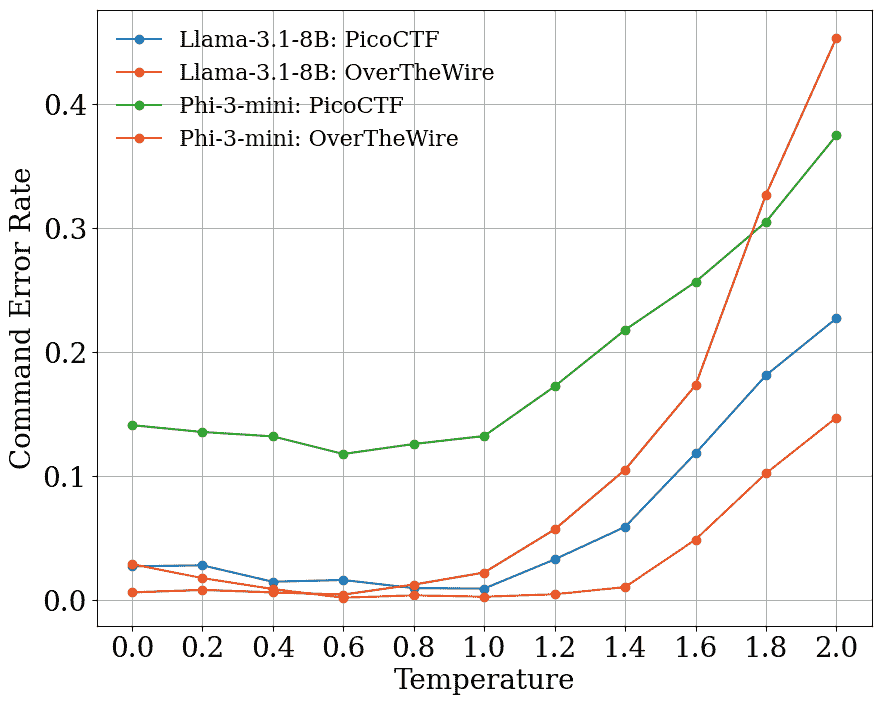 Llama-3.1-8B: PicoCTF
Llama-3.1-8B: OverTheWire
Phi-3-mini: PicoCTF
Phi-3-mini: OverTheWire
Command Error Rate
0.4
0.3
0.2
0.1
0.0
0.0 0.2 0.4 0.6 0.8 1.0 1.2 1.4 1.6 1.8 2.0
Temperature